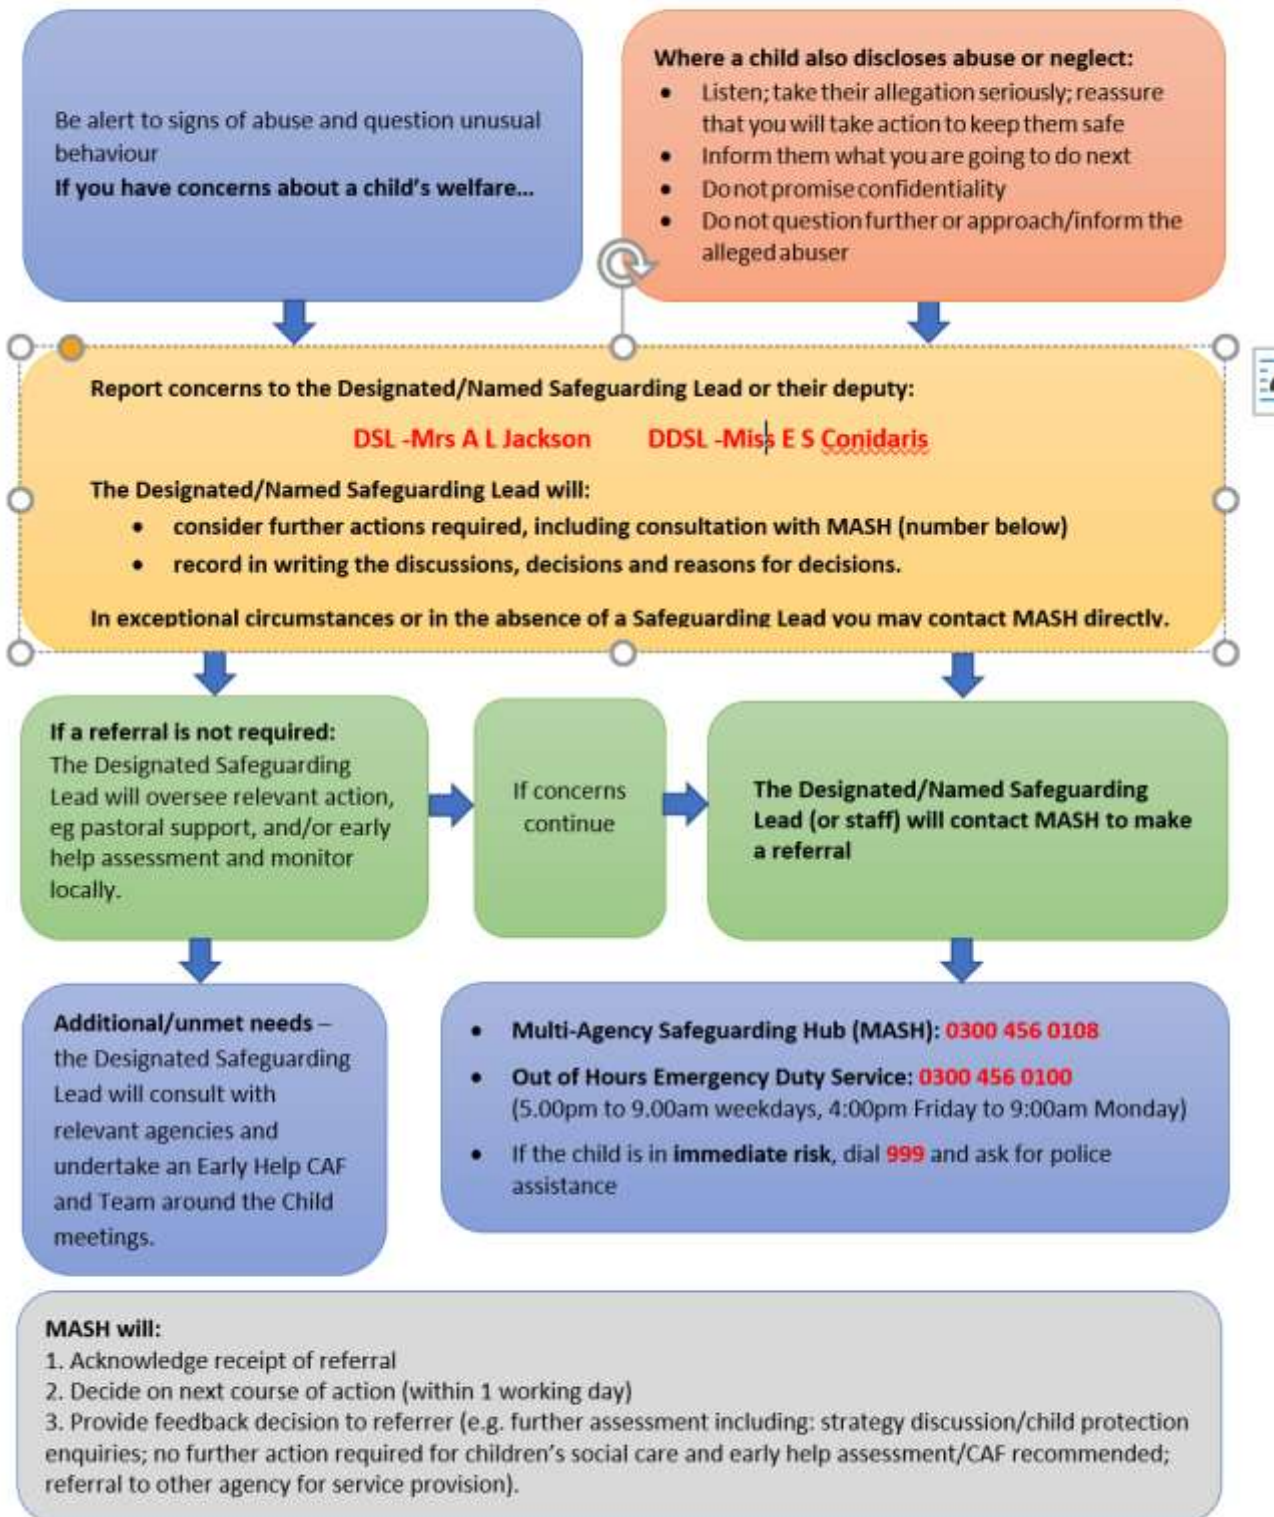 Be alert to signs of abuse and question unusual
behaviour
If you have concerns about a child's welfare...
Where a child also discloses abuse or neglect:
• Listen; take their allegation seriously; reassure
that you will take action to keep them safe
• Inform them what you are going to do next
• Do not promise confidentiality
• Do not question further or approach/inform the
alleged abuser
Report concerns to the Designated/Named Safeguarding Lead or their deputy:
DSL -Mrs A L Jackson DDSL -Miss E S Conidaris
The Designated/Named Safeguarding Lead will:
• consider further actions required, including consultation with MASH (number below)
• record in writing the discussions, decisions and reasons for decisions.
In exceptional circumstances or in the absence of a Safeguarding Lead you may contact MASH directly.
If a referral is not required:
The Designated Safeguarding
Lead will oversee relevant action,
eg pastoral support, and/or early
help assessment and monitor
locally.
If concerns
continue
The Designated/Named Safeguarding
Lead (or staff) will contact MASH to make
a referral
Additional/unmet needs –
the Designated Safeguarding
Lead will consult with
relevant agencies and
undertake an Early Help CAF
and Team around the Child
meetings.
• Multi-Agency Safeguarding Hub (MASH): 0300 456 0108
• Out of Hours Emergency Duty Service: 0300 456 0100
(5.00pm to 9.00am weekdays, 4:00pm Friday to 9:00am Monday)
• If the child is in immediate risk, dial 999 and ask for police
assistance
MASH will:
1. Acknowledge receipt of referral
2. Decide on next course of action (within 1 working day)
3. Provide feedback decision to referrer (e.g. further assessment including: strategy discussion/child protection
enquiries; no further action required for children's social care and early help assessment/CAF recommended;
referral to other agency for service provision).